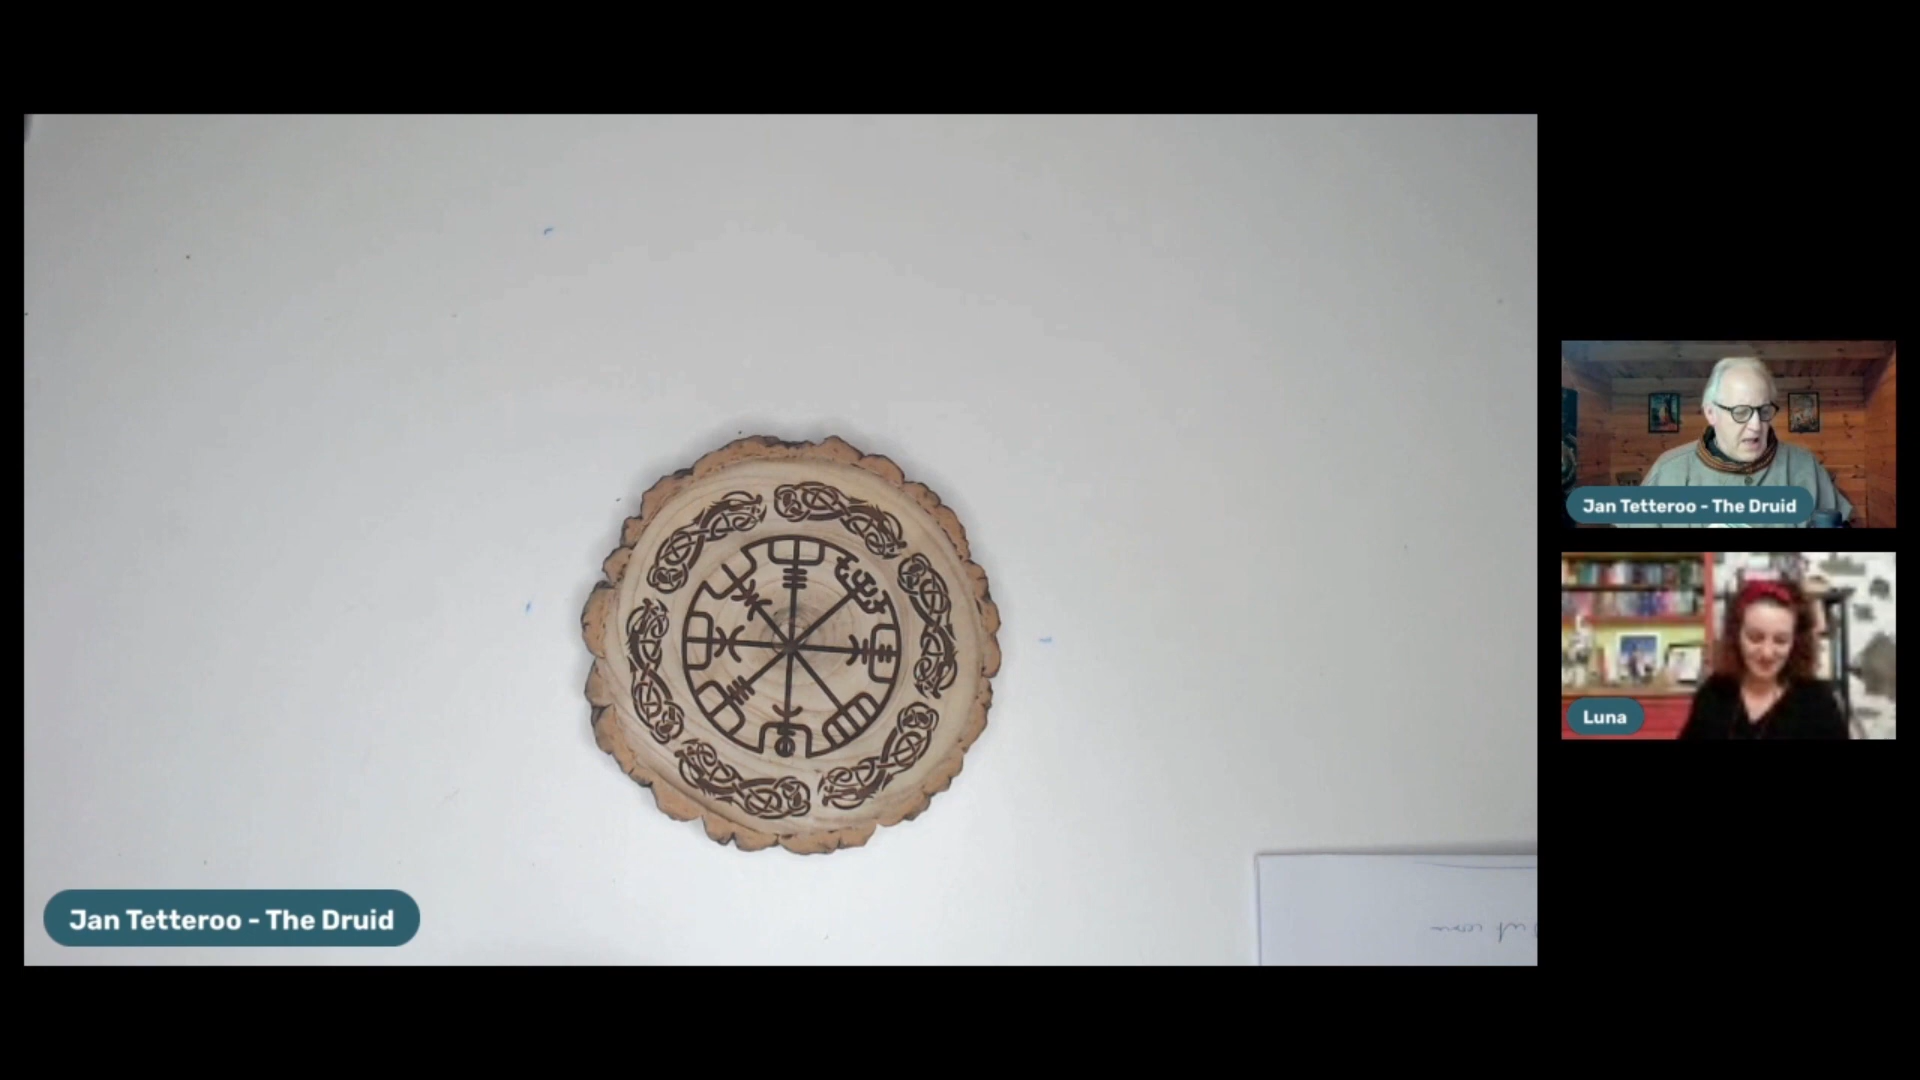 Jan Tetteroo - The Druid
Jan Tetteroo - The Druid
Luna